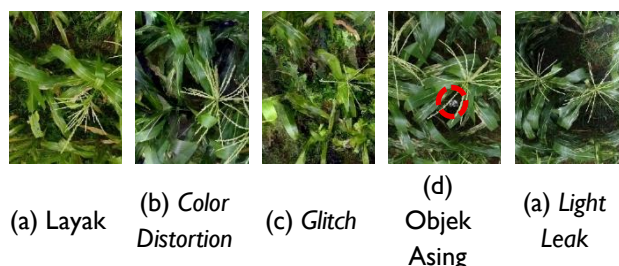 (a) Layak
(b) Color
Distortion
(c) Glitch
(d)
Objek
Asing
(a) Light
Leak